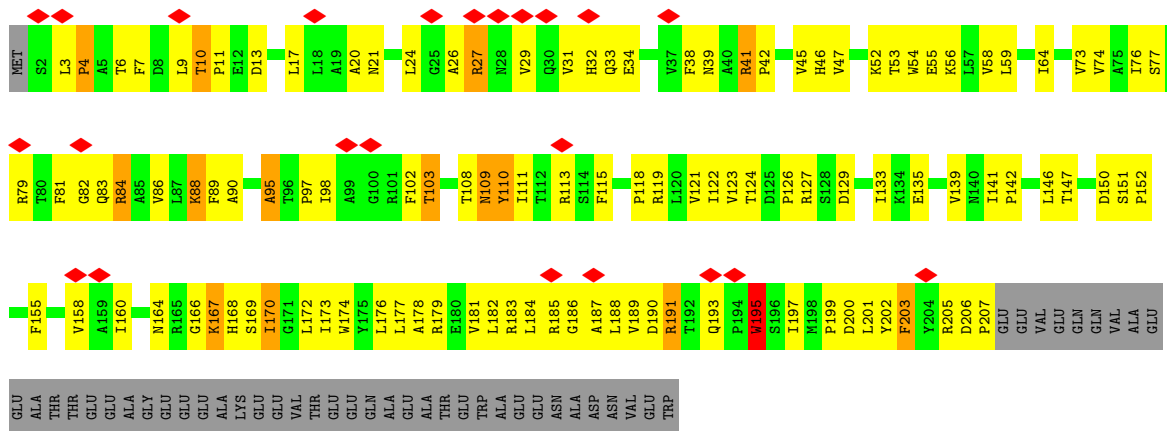 MET S2 L3 P4 A5 T6 F7 D8 L9 T10 P11 E12 D13 L17 L18 A19 A20 N21 L24 G25 A26 R27 N28 V29 Q30 V31 H32 Q33 E34 V37 F38 N39 A40 R41 P42 V45 H46 V47 K52 T53 W54 E55 K56 L57 V58 L59 I64 V73 V74 A75 I76 S77
R79 T80 F81 G82 Q83 R84 A85 V86 L87 K88 F89 A90 A95 T96 P97 I98 A99 G100 R101 F102 T103 T108 N109 Y110 I111 T112 R113 S114 F115 P118 R119 L120 V121 I122 V123 T124 D125 P126 R127 S128 D129 I133 K134 E135 V139 N140 I141 P142 L146 T147 D150 S151 P152
F155 V158 A159 I160 N164 R165 G166 K167 H168 S169 I170 G171 L172 I173 W174 Y175 L176 L177 A178 R179 E180 V181 L182 R183 L184 R185 G186 A187 L188 V189 D190 R191 T192 Q193 P194 W195 S196 I197 M198 P199 D200 L201 Y202 F203 Y204 R205 D206 P207 GLU GLU VAL GLU GLN GLN VAL ALA GLU
GLU ALA THR THR GLU GLU ALA GLY GLU GLU GLU ALA LYS GLU GLU VAL THR GLU GLU GLN ALA GLU ALA THR GLU TRP ALA GLU GLU ASN ALA ASP ASN VAL GLU TRP